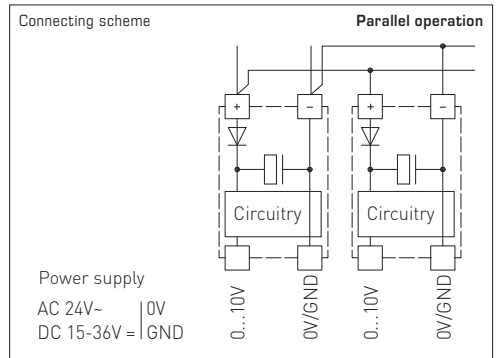 Connecting scheme
Parallel operation
+ − + −
Circuitry Circuitry
0...10V 0V/GND 0...10V 0V/GND
Power supply
AC 24V~ | 0V
DC 15-36V = | GND